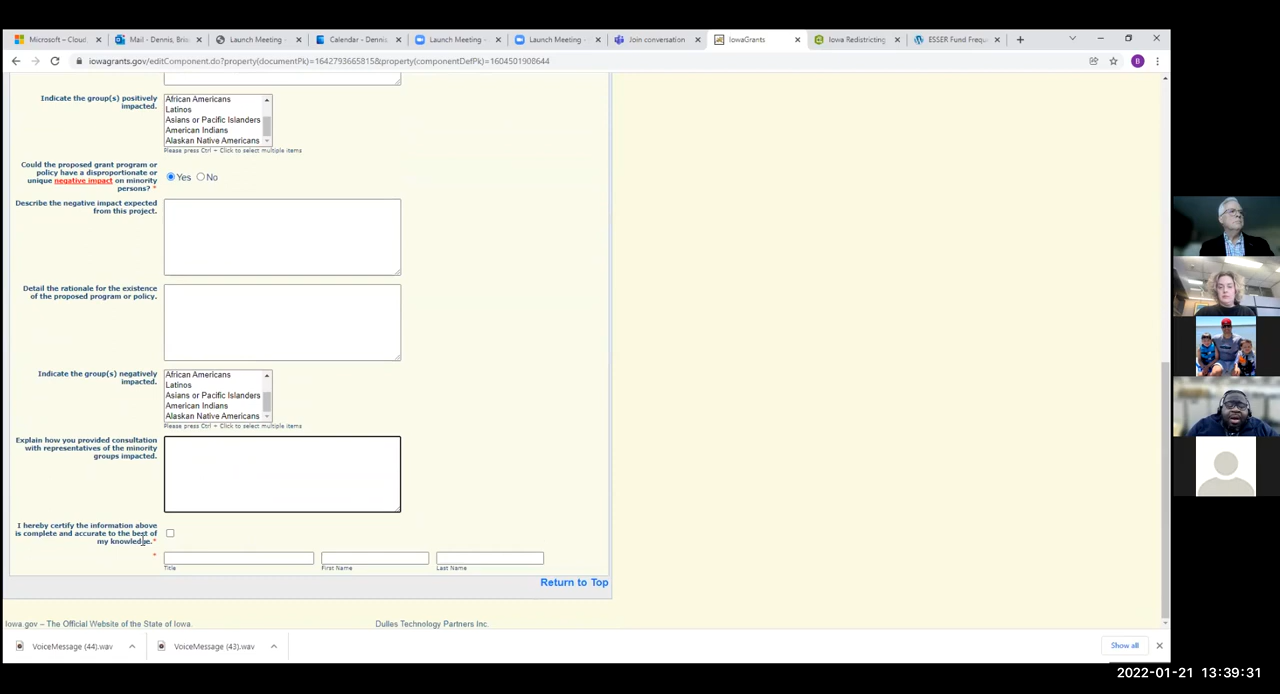 Microsoft – Cloud,
Mail - Dennis, Bri
Launch Meeting -
Calendar - Dennis
Launch Meeting -
Launch Meeting -
Join conversation
IowaGrants
Iowa Redistricting
ESSER Fund Frequ
iowagrants.gov/editComponent.do?property(documentPk)=1642793665815&property(componentDefPk)=1604501908644
B
Indicate the group(s) positively
impacted.
African Americans
Latinos
Asians or Pacific Islanders
American Indians
Alaskan Native Americans
Please press Ctrl + Click to select multiple items
Could the proposed grant program or
policy have a disproportionate or
unique negative impact on minority
persons? *
Yes No
Describe the negative impact expected
from this project.
Detail the rationale for the existence
of the proposed program or policy.
Indicate the group(s) negatively
impacted.
African Americans
Latinos
Asians or Pacific Islanders
American Indians
Alaskan Native Americans
Please press Ctrl + Click to select multiple items
Explain how you provided consultation
with representatives of the minority
groups impacted.
I hereby certify the information above
is complete and accurate to the best of
my knowledge.*
*
Title First Name Last Name
Return to Top
Iowa.gov – The Official Website of the State of Iowa.
Dulles Technology Partners Inc.
VoiceMessage (44).wav
VoiceMessage (43).wav
Show all
2022-01-21 13:39:31